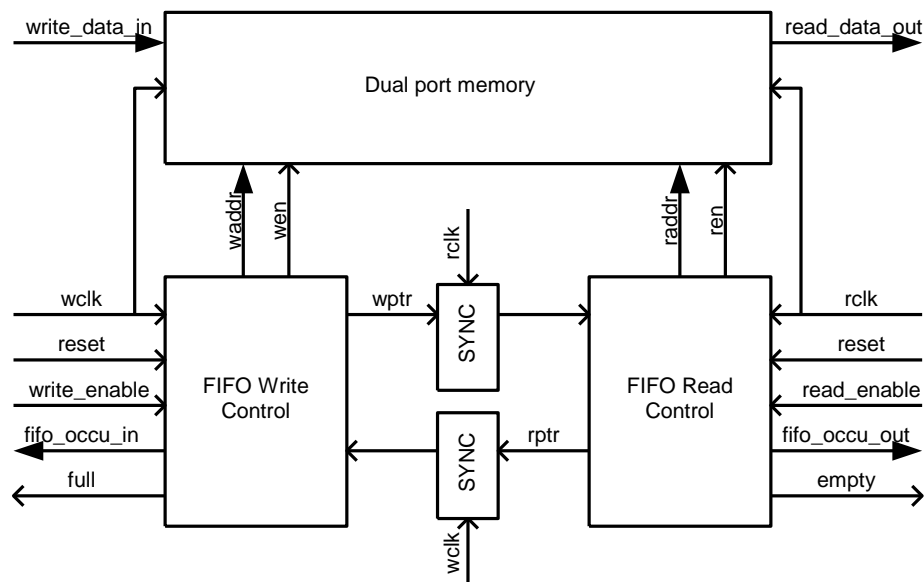 write_data_in
read_data_out
Dual port memory
waddr
wen
rclk
raddr
ren
wclk
wptr
SYNC
rclk
reset
reset
write_enable
FIFO Write
Control
FIFO Read
Control
read_enable
fifo_occu_in
SYNC
rptr
fifo_occu_out
full
empty
wclk